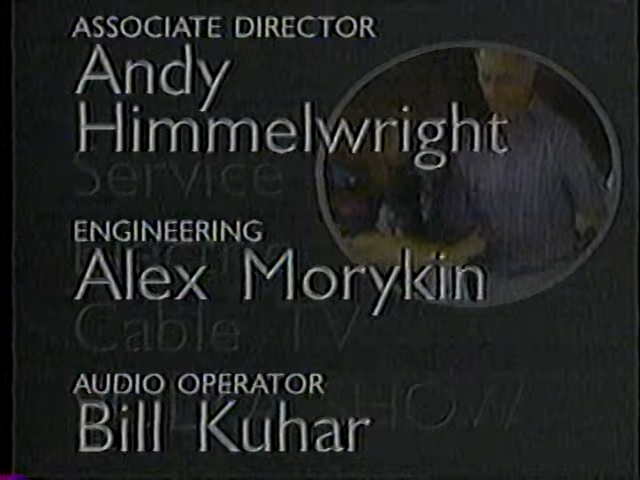 ASSOCIATE DIRECTOR
Andy
Himmelwright
Service
ENGINEERING
Alex Morykin
Cable TV
AUDIO OPERATOR
Bill Kuhar